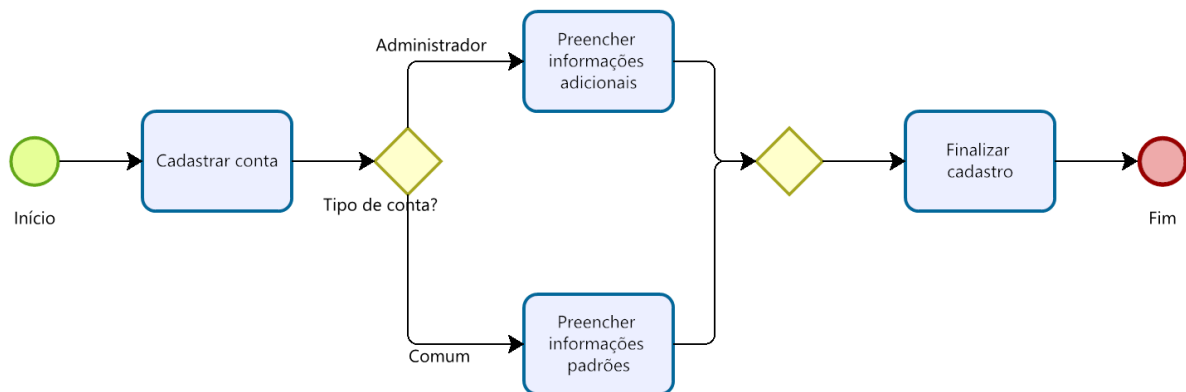 Início
Cadastrar conta
Tipo de conta?
Administrador
Preencher
informações
adicionais
Comum
Preencher
informações
padrões
Finalizar
cadastro
Fim